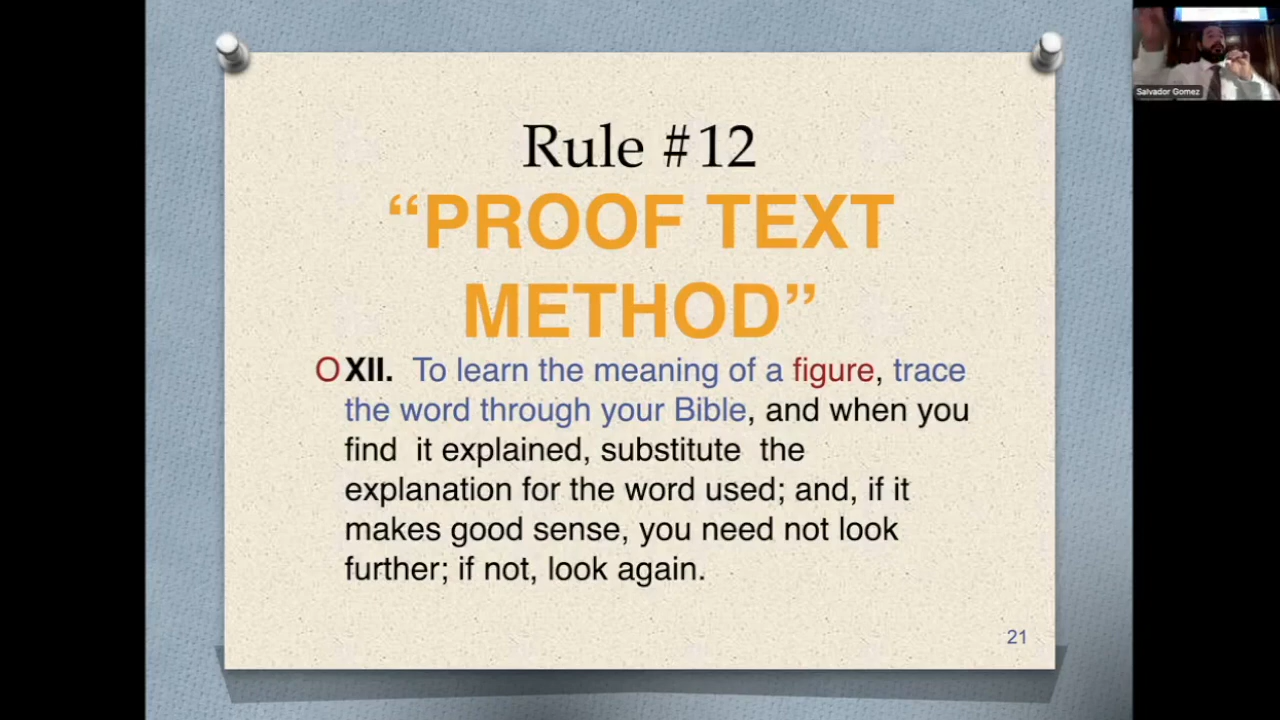 Salvador Gomez
Rule #12
“PROOF TEXT
METHOD”
XII. To learn the meaning of a figure, trace
the word through your Bible, and when you
find it explained, substitute the
explanation for the word used; and, if it
makes good sense, you need not look
further; if not, look again.
21